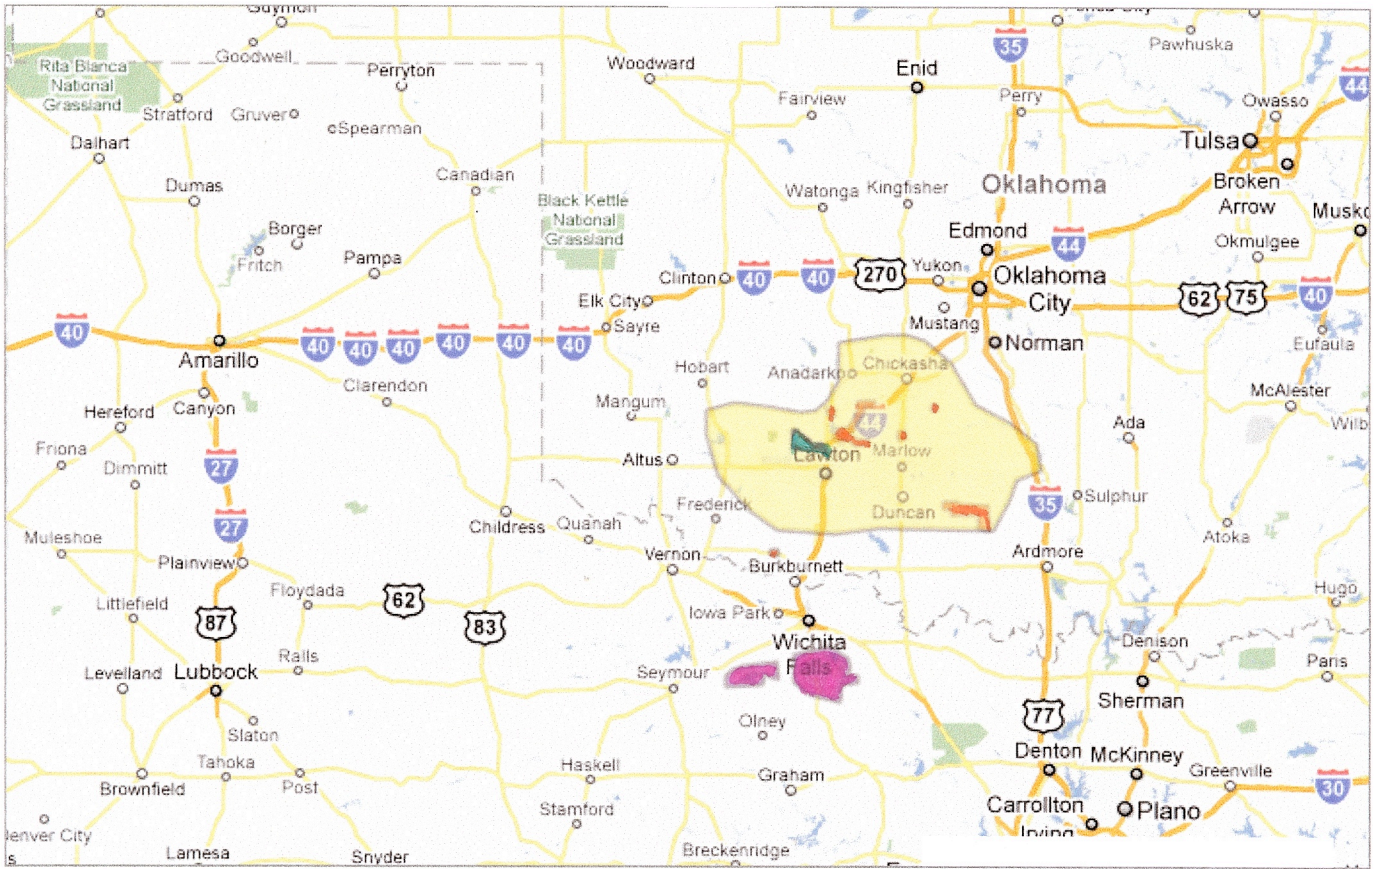 Guymon
Pawhuska
Goodwell
35
Rita Blanca
National
Grassland
Perryton
Woodward
Enid
44
Stratford
Gruver
Spearman
Fairview
Perry
Owasso
Dalhart
Tulsa
Dumas
Canadian
Black Kettle
National
Grassland
Watonga
Kingfisher
Oklahoma
Broken
Arrow
Borger
Fritch
Pampa
Edmond
44
Okmulgee
Clinton
40
40
270
Yukon
Oklahoma
City
62
75
40
Elk City
Sayre
Mustang
40
Amarillo
40
40
40
40
40
40
Norman
Eufaula
Hobart
Anadarko
Chickasha
Clarendon
Canyon
Hereford
Mangum
44
McAlester
Ada
Wilb
Friona
Dimmitt
27
Altus
Lawton
Marlow
Frederick
Duncan
35
Sulphur
27
Childress
Quanah
Atoka
Muleshoe
Plainview
Vernon
Burkburnett
Ardmore
Littlefield
Floydada
62
83
87
Iowa Park
Hugo
Wichita
Falls
Denison
Levelland
Lubbock
Ralls
Seymour
Paris
Sherman
Slaton
Olney
77
Tahoka
Post
Brownfield
Haskell
Graham
Denton
McKinney
Greenville
30
Stamford
Carrollton
Plano
Irving
enver City
Lamesa
Snyder
Breckenridge